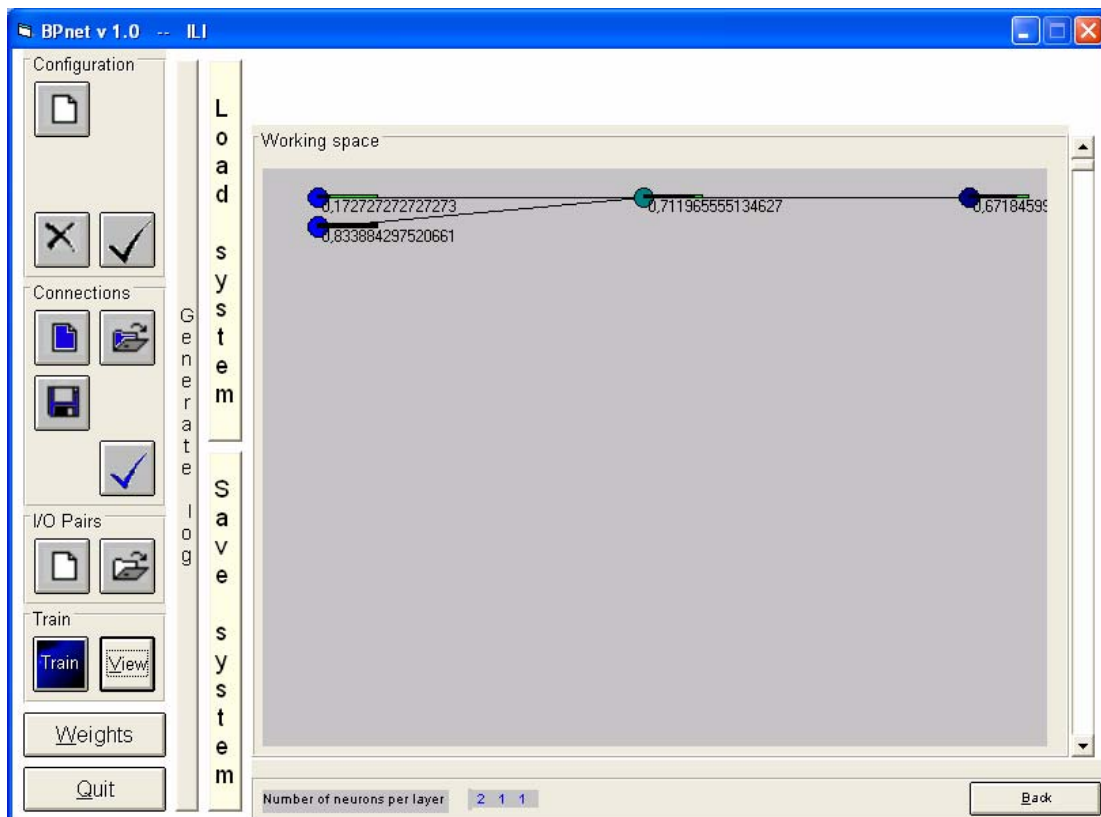 BPnet v 1.0 -- ILI
Configuration
Connections
I/O Pairs
Train
Train View
Weights
Quit
Generate log
Load system
Save system
Working space
0,172727272727273
0,833884297520661
0,711965555134627
0,67184599
Number of neurons per layer 2 1 1
Back